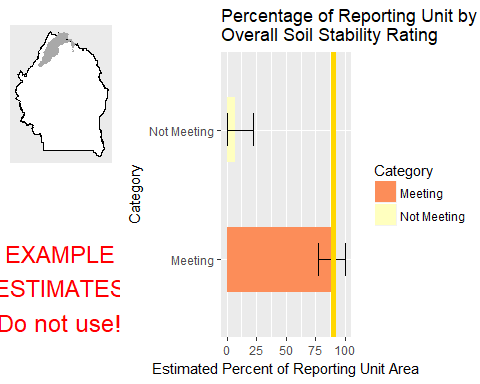 Percentage of Reporting Unit by
Overall Soil Stability Rating
Not Meeting
Meeting
Category
0 25 50 75 100
Estimated Percent of Reporting Unit Area
Category
Meeting
Not Meeting
EXAMPLE
ESTIMATES
Do not use!